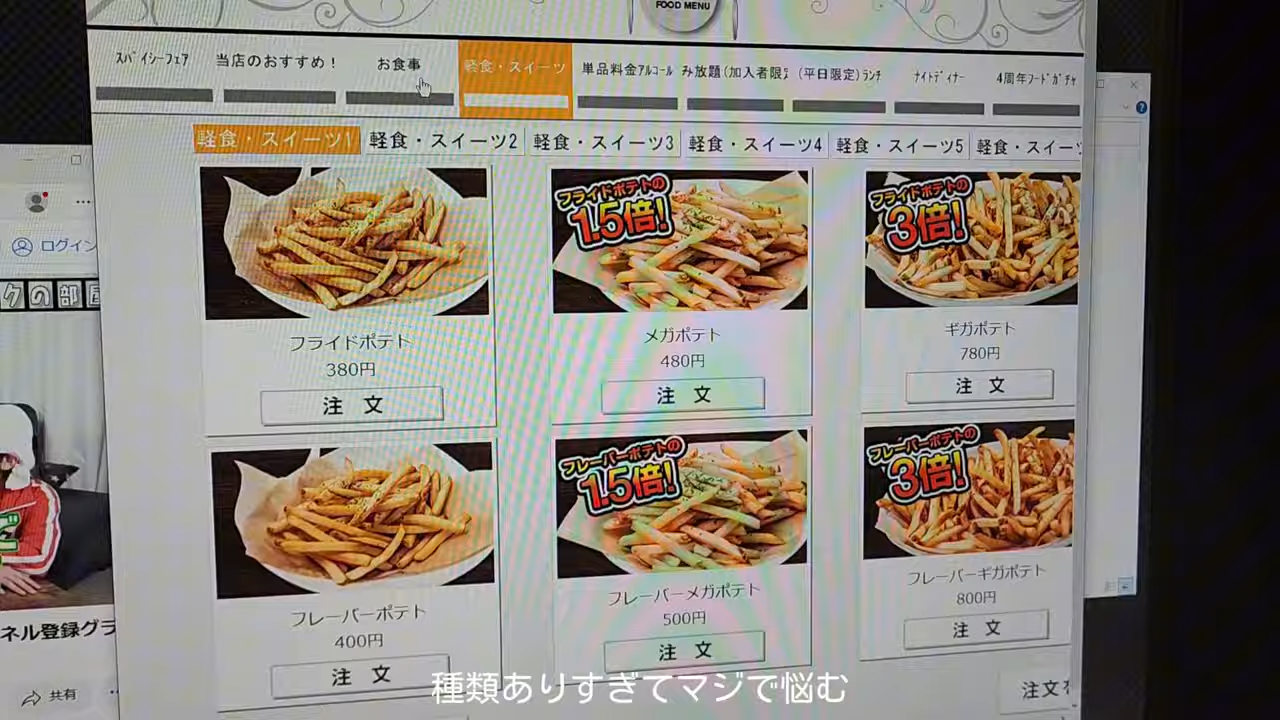 FOOD MENU
スパイシーフェア
当店のおすすめ！
お食事
軽食・スイーツ
単品料金アルコール
み放題(加入者限定
(平日限定)ランチ
ナイトディナー
4周年フードガチャ
軽食・スイーツ1
軽食・スイーツ2
軽食・スイーツ3
軽食・スイーツ4
軽食・スイーツ5
軽食・スイーツ
フライドポテトの
1.5倍!
フライドポテトの
3倍!
ログイン
クの部屋
フライドポテト
380円
注 文
メガポテト
480円
注 文
ギガポテト
780円
注 文
フレーバーポテトの
1.5倍!
フレーバーポテトの
3倍!
フレーバーポテト
400円
注 文
フレーバーメガポテト
500円
注 文
フレーバーギガポテト
800円
注 文
ネル登録グラ
共有
注文を
種類ありすぎてマジで悩む